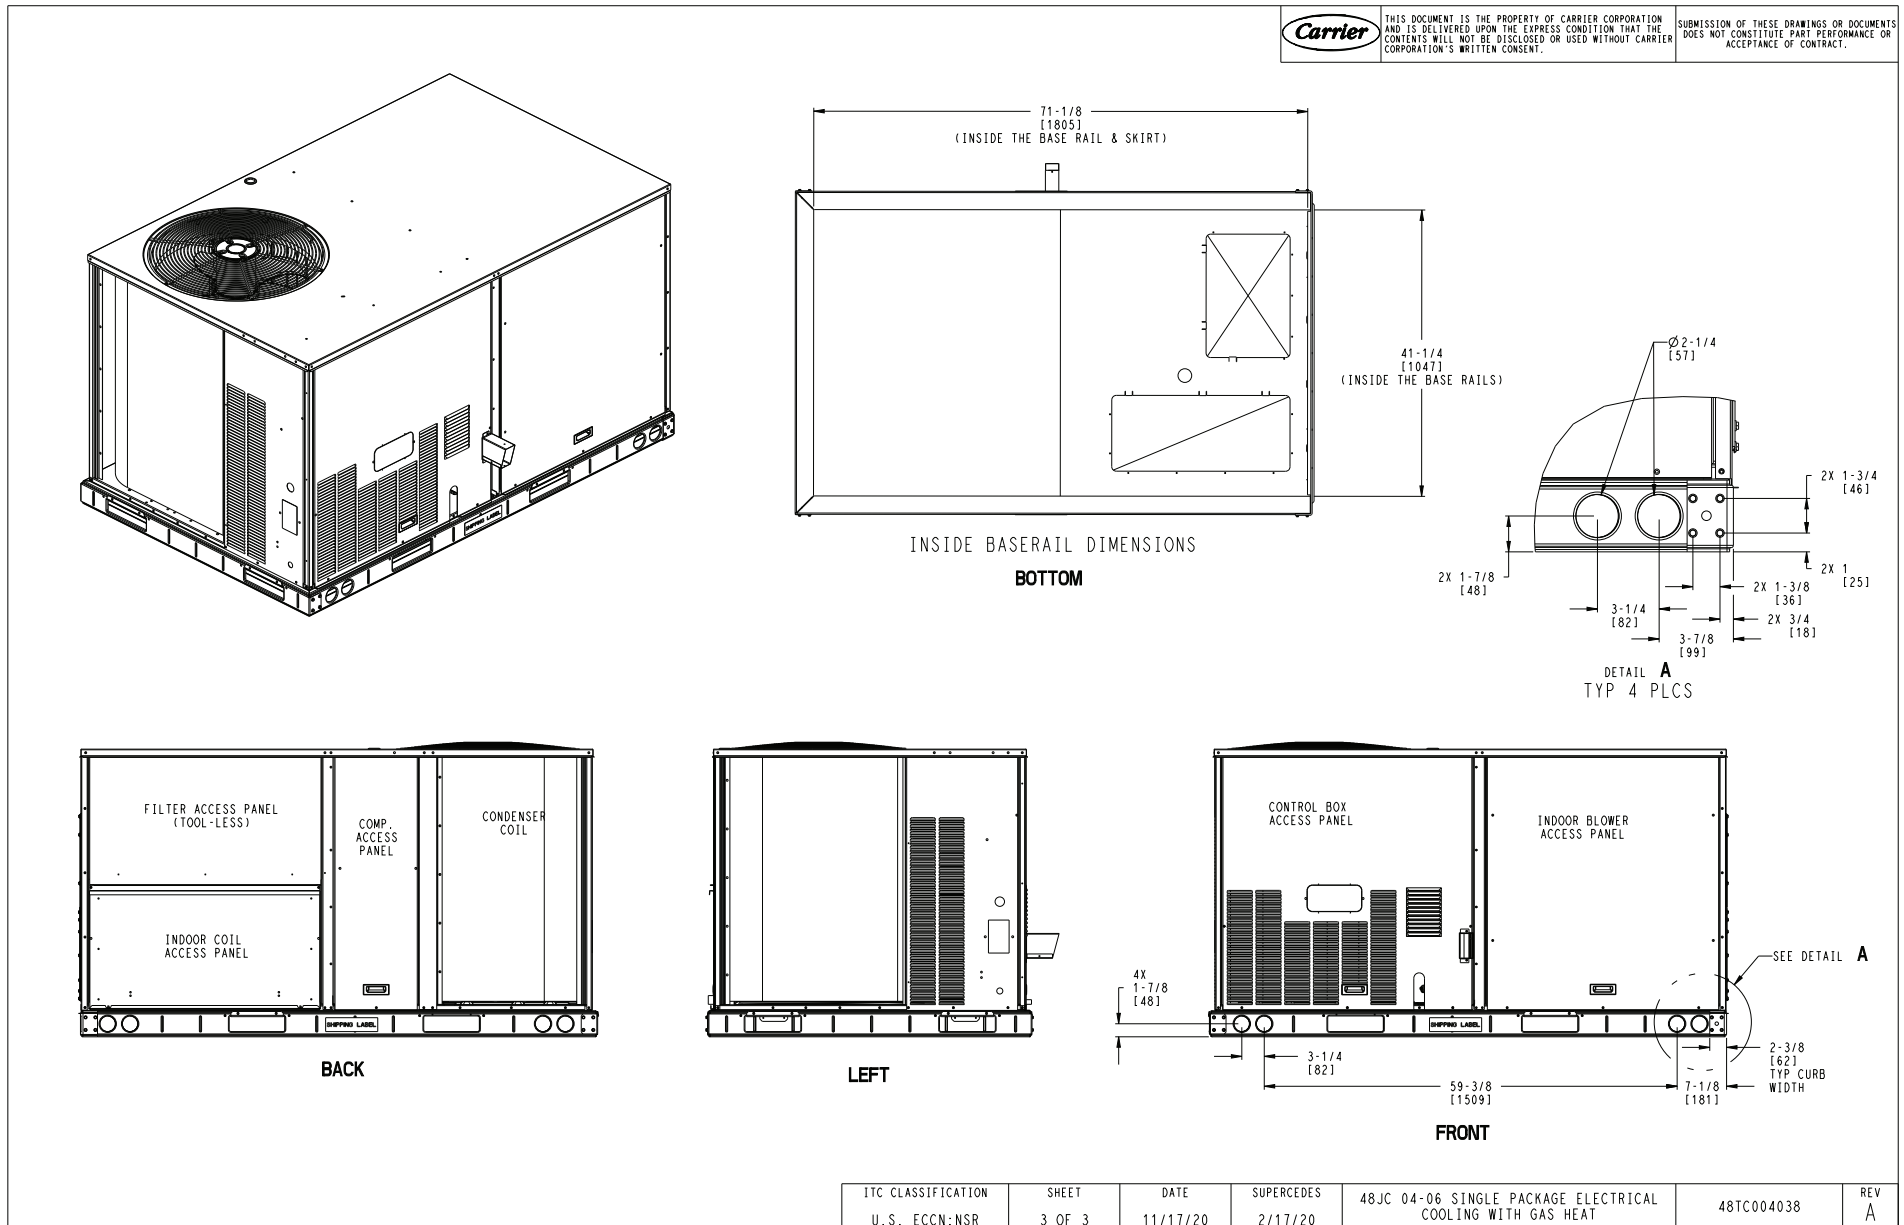 Carrier
THIS DOCUMENT IS THE PROPERTY OF CARRIER CORPORATION
AND IS DELIVERED UPON THE EXPRESS CONDITION THAT THE
CONTENTS WILL NOT BE DISCLOSED OR USED WITHOUT CARRIER
CORPORATION'S WRITTEN CONSENT.
SUBMISSION OF THESE DRAWINGS OR DOCUMENTS
DOES NOT CONSTITUTE PART PERFORMANCE OR
ACCEPTANCE OF CONTRACT.
SHIPPING LABEL
71-1/8
[1805]
(INSIDE THE BASE RAIL & SKIRT)
41-1/4
[1047]
(INSIDE THE BASE RAILS)
INSIDE BASERAIL DIMENSIONS
BOTTOM
Ø2-1/4
[57]
2X 1-3/4
[46]
2X 1
[25]
2X 1-7/8
[48]
2X 1-3/8
[36]
3-1/4
[82]
2X 3/4
[18]
3-7/8
[99]
DETAIL A
TYP 4 PLCS
FILTER ACCESS PANEL
(TOOL-LESS)
COMP.
ACCESS
PANEL
CONDENSER
COIL
INDOOR COIL
ACCESS PANEL
SHIPPING LABEL
BACK
LEFT
CONTROL BOX
ACCESS PANEL
INDOOR BLOWER
ACCESS PANEL
SEE DETAIL A
4X
1-7/8
[48]
SHIPPING LABEL
3-1/4
[82]
59-3/8
[1509]
7-1/8
[181]
2-3/8
[62]
TYP CURB
WIDTH
FRONT
ITC CLASSIFICATION
U.S. ECCN:NSR
SHEET
3 OF 3
DATE
11/17/20
SUPERCEDES
2/17/20
48JC 04-06 SINGLE PACKAGE ELECTRICAL
COOLING WITH GAS HEAT
48TC004038
REV
A